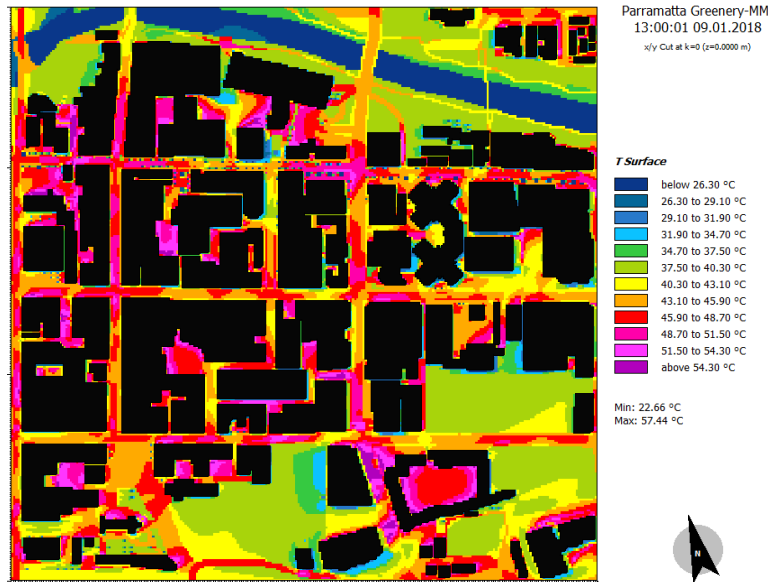 Parramatta Greenery-MM
13:00:01 09.01.2018
x/y Cut at k=0 (z=0.0000 m)
T Surface
below 26.30 °C
26.30 to 29.10 °C
29.10 to 31.90 °C
31.90 to 34.70 °C
34.70 to 37.50 °C
37.50 to 40.30 °C
40.30 to 43.10 °C
43.10 to 45.90 °C
45.90 to 48.70 °C
48.70 to 51.50 °C
51.50 to 54.30 °C
above 54.30 °C
Min: 22.66 °C
Max: 57.44 °C
N